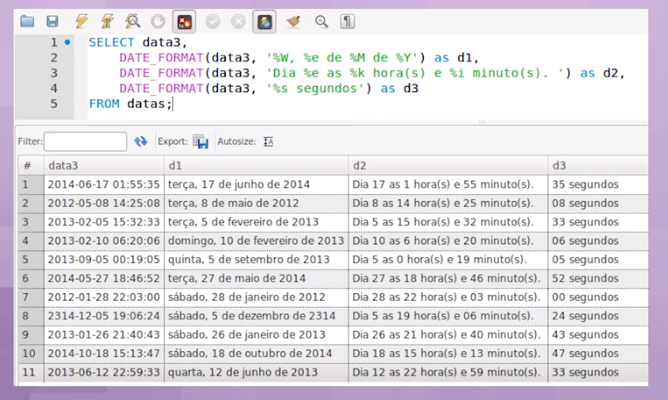 1 SELECT data3,
2 DATE_FORMAT(data3, '%W, %e de %M de %Y') as d1,
3 DATE_FORMAT(data3, 'Dia %e as %k hora(s) e %i minuto(s). ') as d2,
4 DATE_FORMAT(data3, '%s segundos') as d3
5 FROM datas;
Filter: Export: Autosize:
# data3 d1 d2 d3
1 2014-06-17 01:55:35 terça, 17 de junho de 2014 Dia 17 as 1 hora(s) e 55 minuto(s). 35 segundos
2 2012-05-08 14:25:08 terça, 8 de maio de 2012 Dia 8 as 14 hora(s) e 25 minuto(s). 08 segundos
3 2013-02-05 15:32:33 terça, 5 de fevereiro de 2013 Dia 5 as 15 hora(s) e 32 minuto(s). 33 segundos
4 2013-02-10 06:20:06 domingo, 10 de fevereiro de 2013 Dia 10 as 6 hora(s) e 20 minuto(s). 06 segundos
5 2013-09-05 00:19:05 quinta, 5 de setembro de 2013 Dia 5 as 0 hora(s) e 19 minuto(s). 05 segundos
6 2014-05-27 18:46:52 terça, 27 de maio de 2014 Dia 27 as 18 hora(s) e 46 minuto(s). 52 segundos
7 2012-01-28 22:03:00 sábado, 28 de janeiro de 2012 Dia 28 as 22 hora(s) e 03 minuto(s). 00 segundos
8 2314-12-05 19:06:24 sábado, 5 de dezembro de 2314 Dia 5 as 19 hora(s) e 06 minuto(s). 24 segundos
9 2013-01-26 21:40:43 sábado, 26 de janeiro de 2013 Dia 26 as 21 hora(s) e 40 minuto(s). 43 segundos
10 2014-10-18 15:13:47 sábado, 18 de outubro de 2014 Dia 18 as 15 hora(s) e 13 minuto(s). 47 segundos
11 2013-06-12 22:59:33 quarta, 12 de junho de 2013 Dia 12 as 22 hora(s) e 59 minuto(s). 33 segundos